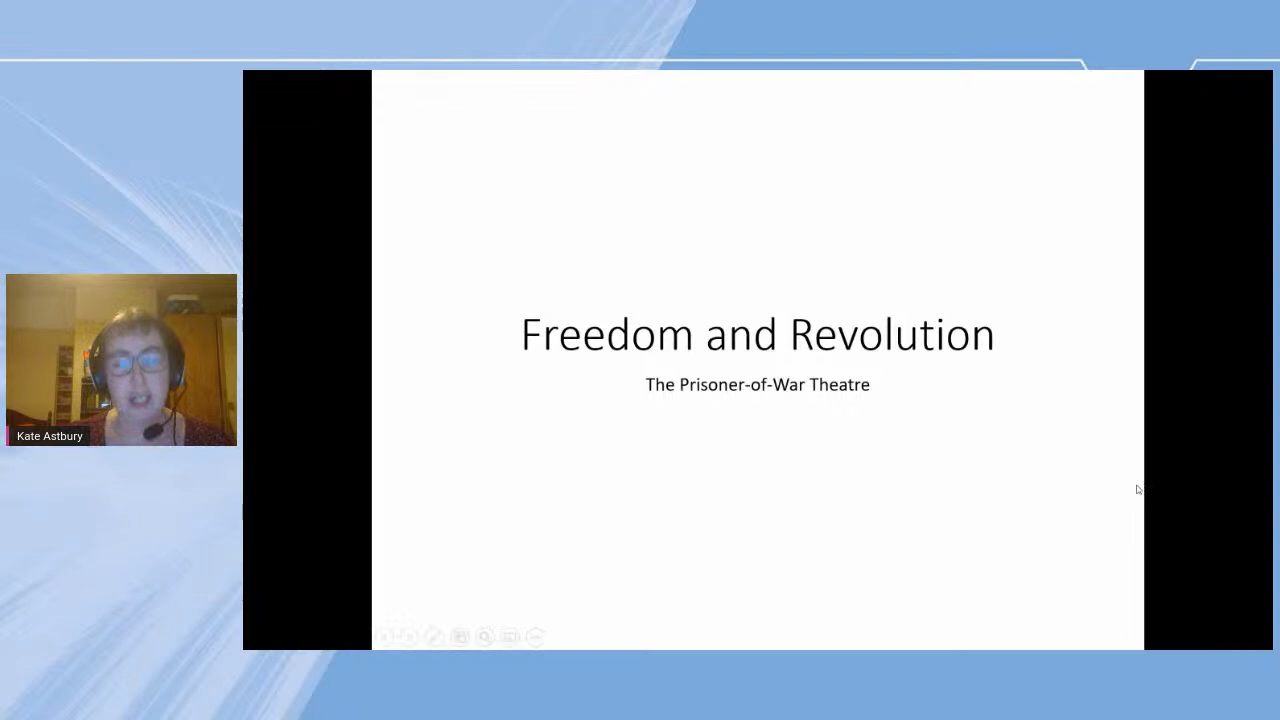 Freedom and Revolution
The Prisoner-of-War Theatre
Kate Astbury